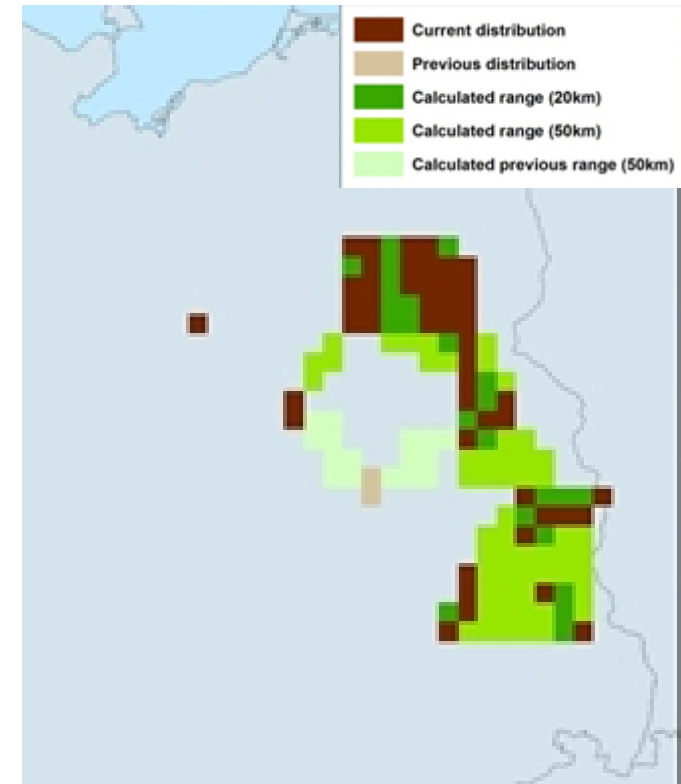 Current distribution
Previous distribution
Calculated range (20km)
Calculated range (50km)
Calculated previous range (50km)